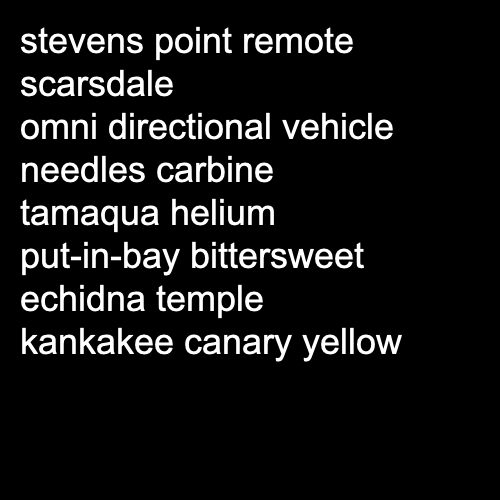 stevens point remote
scarsdale
omni directional vehicle
needles carbine
tamaqua helium
put-in-bay bittersweet
echidna temple
kankakee canary yellow